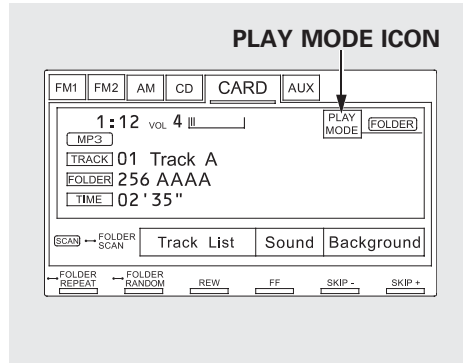 PLAY MODE ICON
FM1 FM2 AM CD CARD AUX
1:12 VOL 4 PLAY MODE FOLDER
MP3
TRACK 01 Track A
FOLDER 256 AAAA
TIME 02'35"
SCAN FOLDER SCAN Track List Sound Background
FOLDER REPEAT FOLDER RANDOM REW FF SKIP - SKIP +